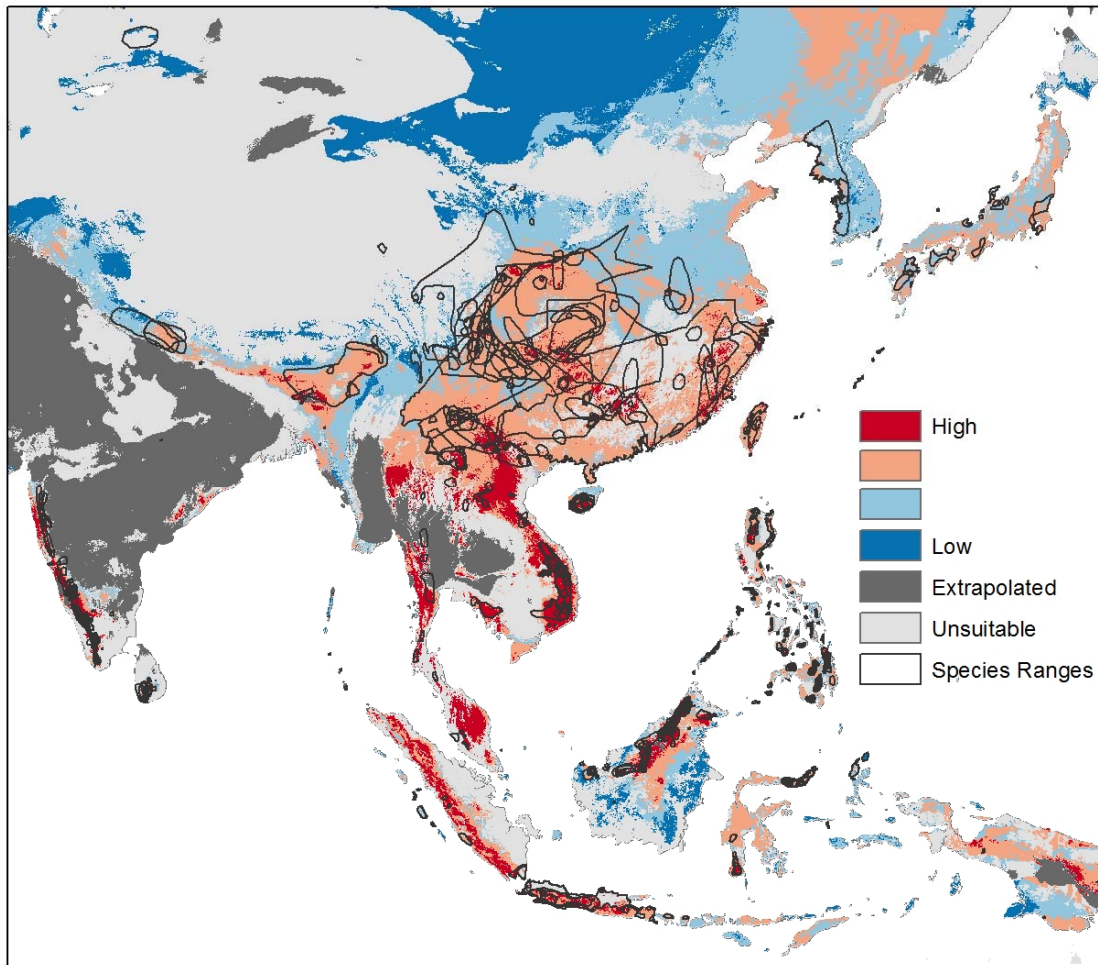 High
Low
Extrapolated
Unsuitable
Species Ranges